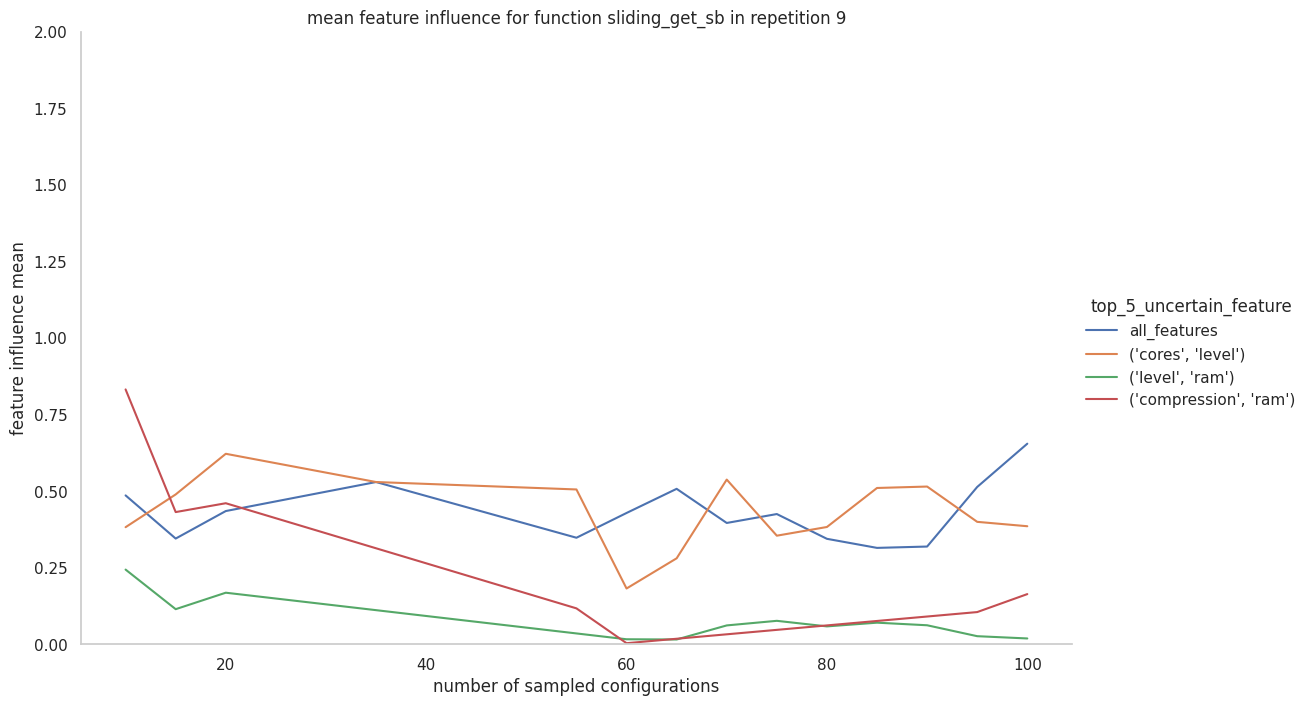 mean feature influence for function sliding_get_sb in repetition 9
2.00
1.75
1.50
1.25
1.00
0.75
0.50
0.25
0.00
feature influence mean
20
40
60
80
100
number of sampled configurations
top_5_uncertain_feature
all_features
('cores', 'level')
('level', 'ram')
('compression', 'ram')